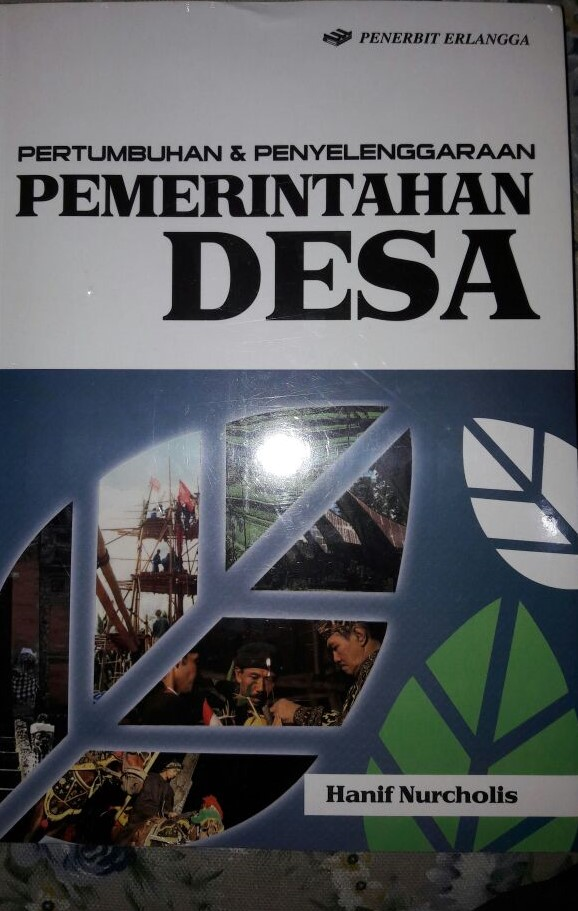 PENERBIT ERLANGGA
PERTUMBUHAN & PENYELENGGARAAN
PEMERINTAHAN
DESA
Hanif Nurcholis